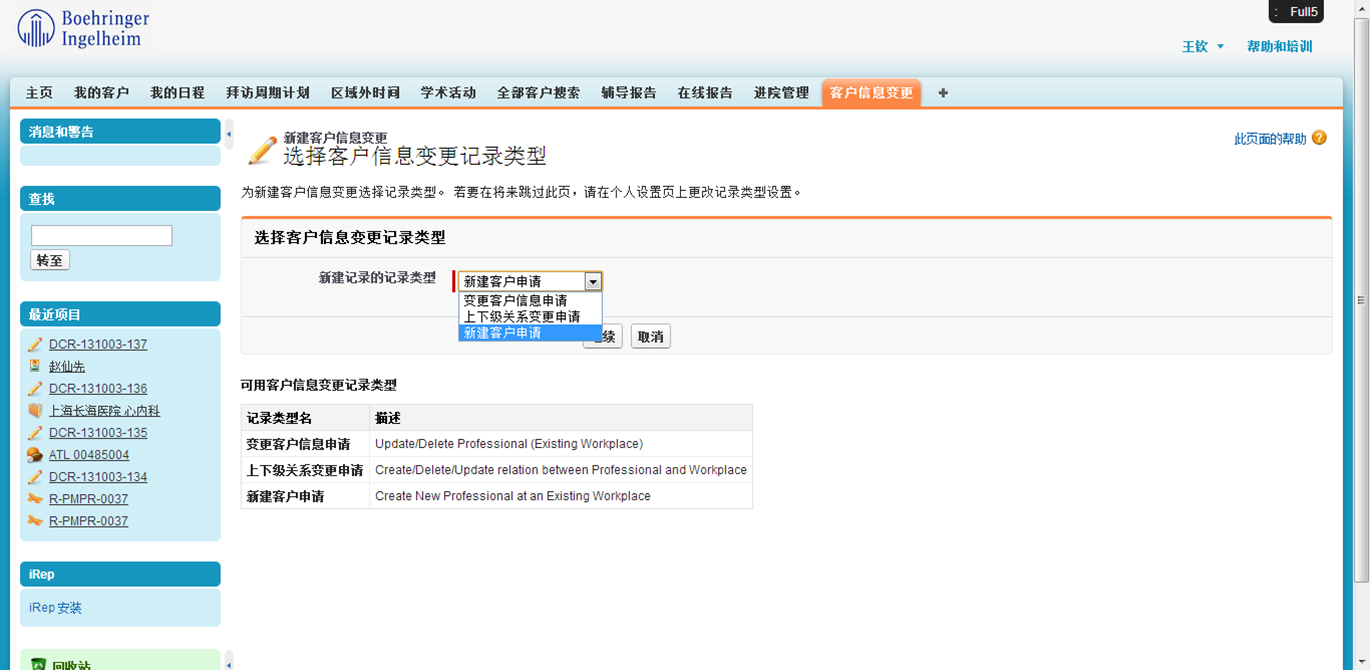 Boehringer
Ingelheim
: Full5
王钦 帮助和培训
主页 我的客户 我的日程 拜访周期计划 区域外时间 学术活动 全部客户搜索 辅导报告 在线报告 进院管理 客户信息变更 +
消息和警告
查找
转至
最近项目
DCR-131003-137
赵仙先
DCR-131003-136
上海长海医院 心内科
DCR-131003-135
ATL 00485004
DCR-131003-134
R-PMPR-0037
R-PMPR-0037
iRep
iRep 安装
回收站
新建客户信息变更
选择客户信息变更记录类型
此页面的帮助 ?
为新建客户信息变更选择记录类型。 若要在将来跳过此页，请在个人设置页上更改记录类型设置。
选择客户信息变更记录类型
新建记录的记录类型 新建客户申请
变更客户信息申请
上下级关系变更申请
新建客户申请
续 取消
可用客户信息变更记录类型
记录类型名 描述
变更客户信息申请 Update/Delete Professional (Existing Workplace)
上下级关系变更申请 Create/Delete/Update relation between Professional and Workplace
新建客户申请 Create New Professional at an Existing Workplace